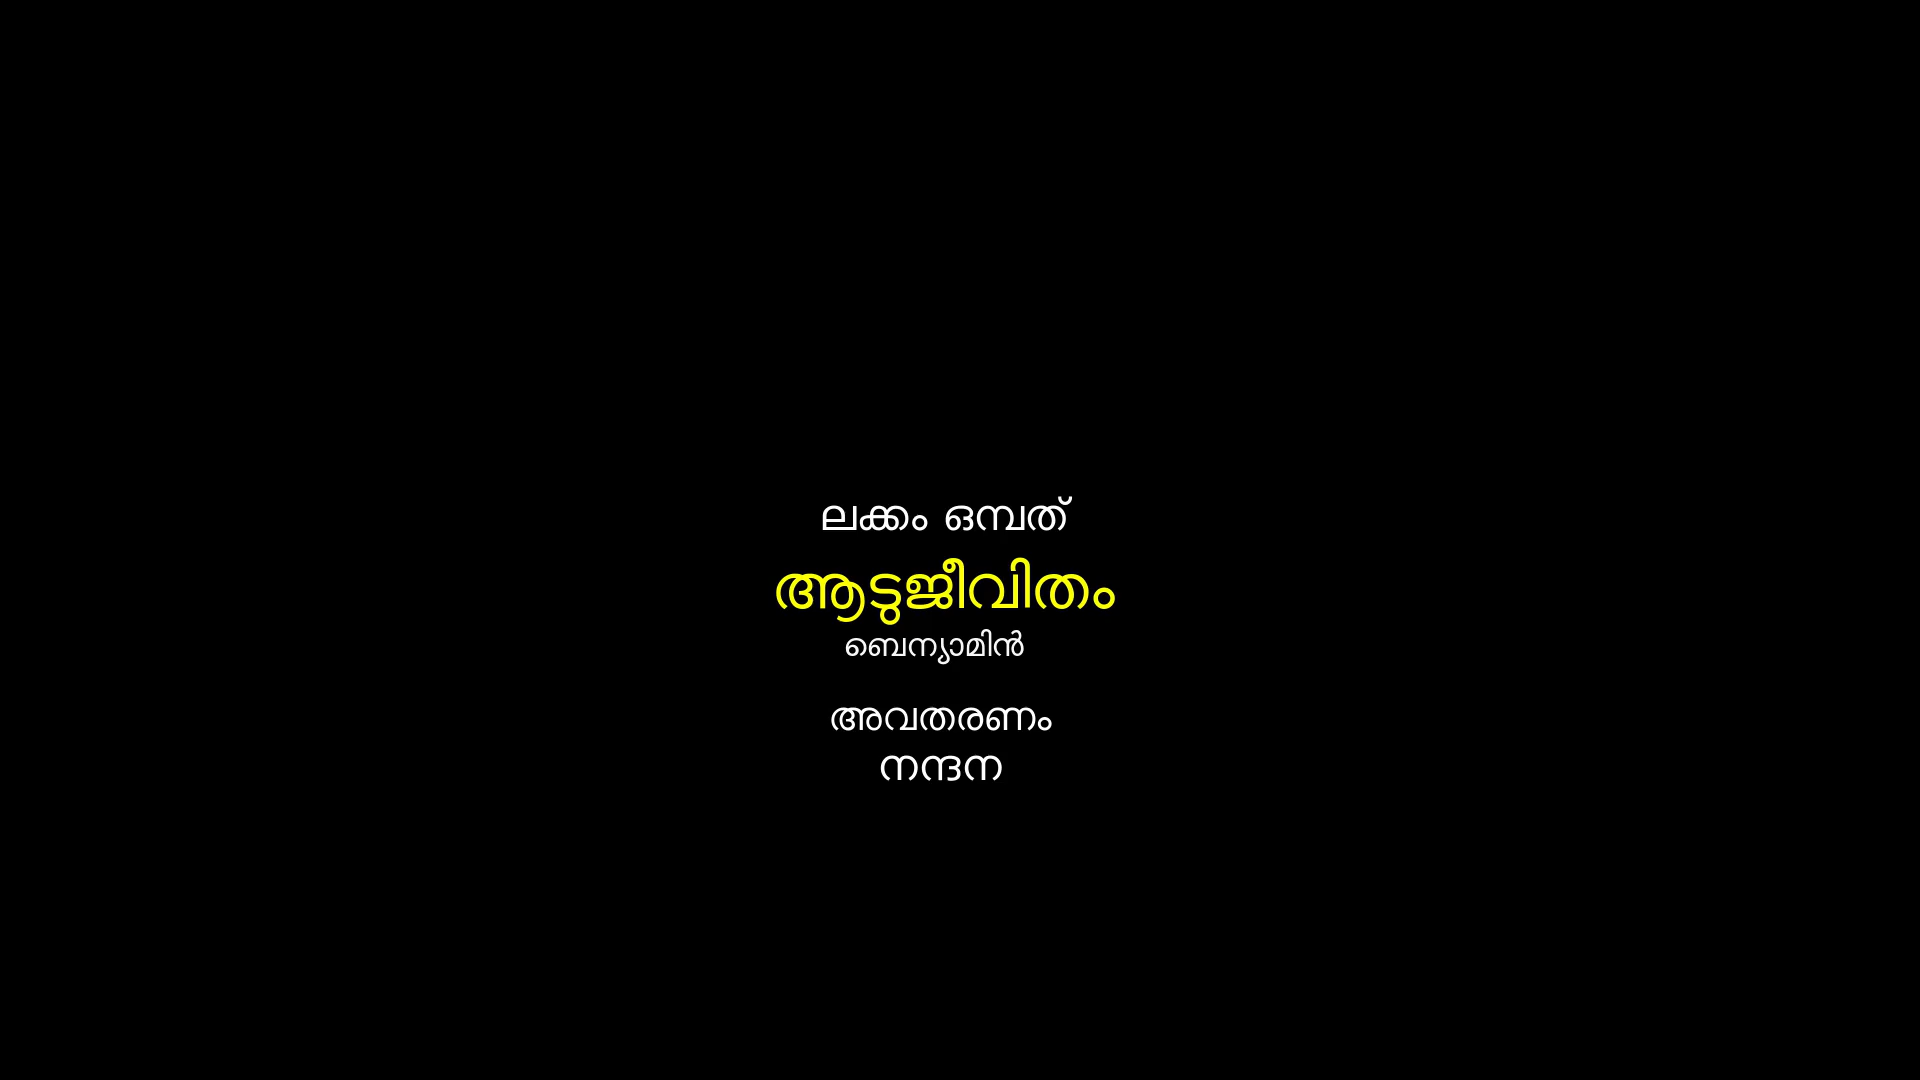 ലക്കം ഒമ്പത്
ആടുജീവിതം
ബെന്യാമിൻ
അവതരണം
നന്ദന